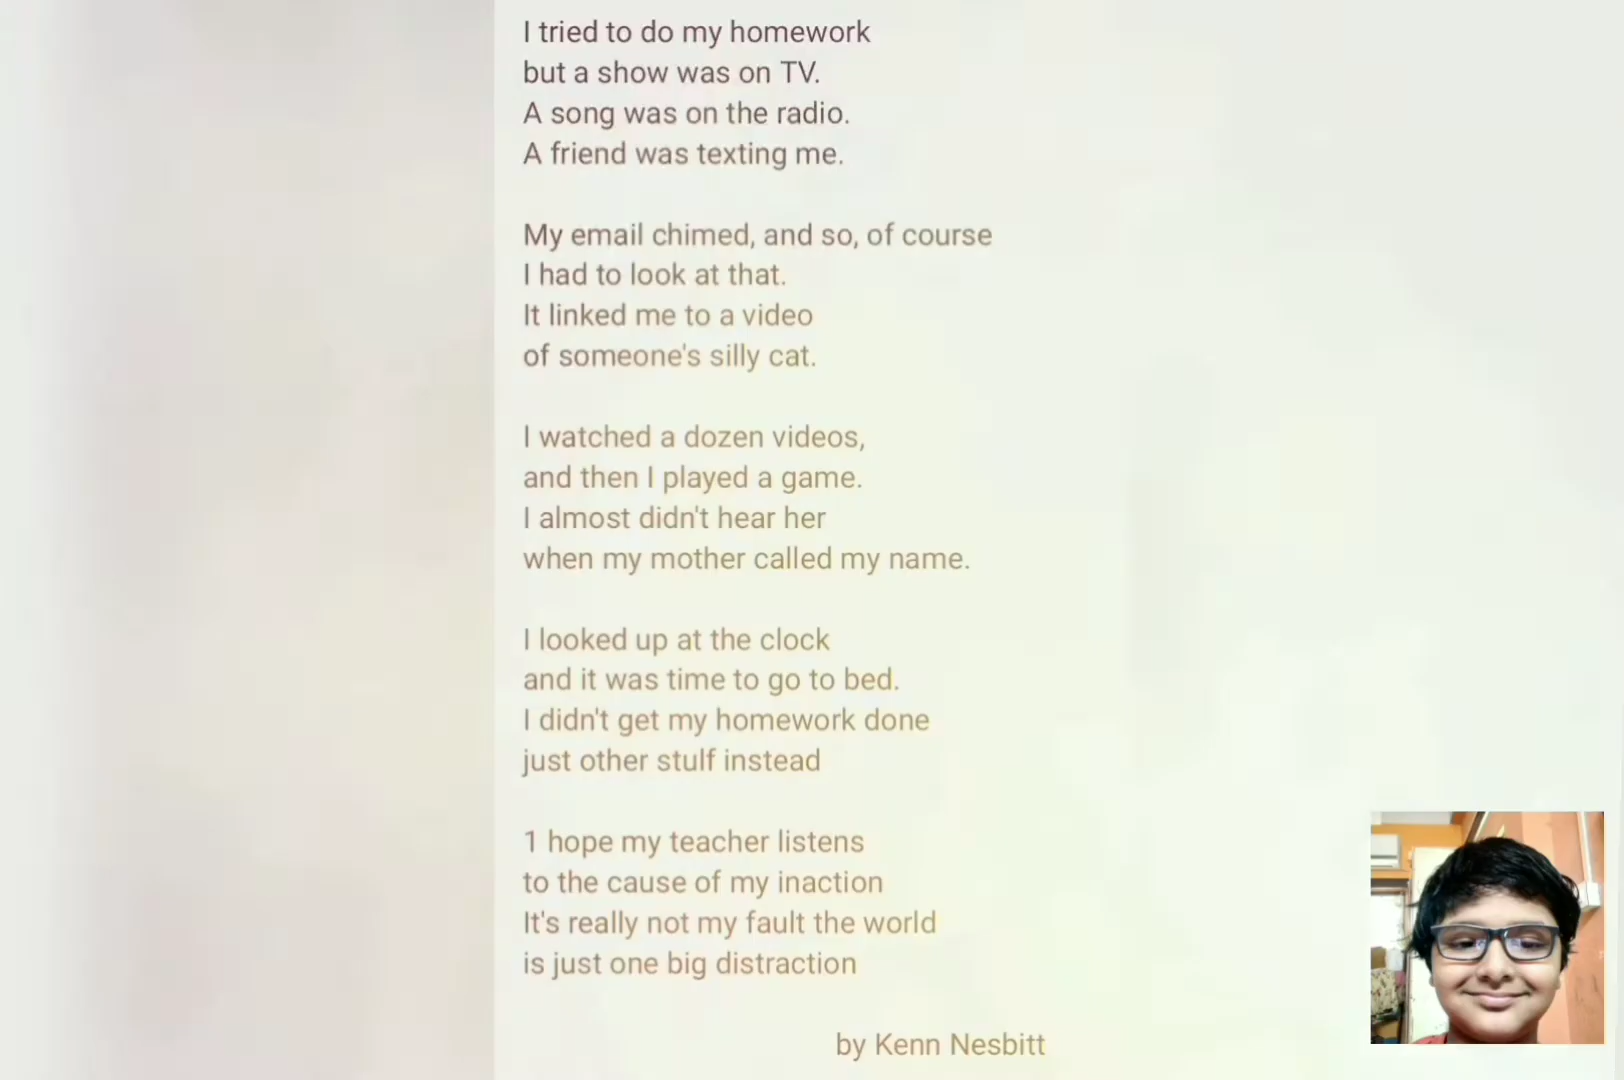 I tried to do my homework
but a show was on TV.
A song was on the radio.
A friend was texting me.
My email chimed, and so, of course
I had to look at that.
It linked me to a video
of someone's silly cat.
I watched a dozen videos,
and then I played a game.
I almost didn't hear her
when my mother called my name.
I looked up at the clock
and it was time to go to bed.
I didn't get my homework done
just other stulf instead
1 hope my teacher listens
to the cause of my inaction
It's really not my fault the world
is just one big distraction
by Kenn Nesbitt